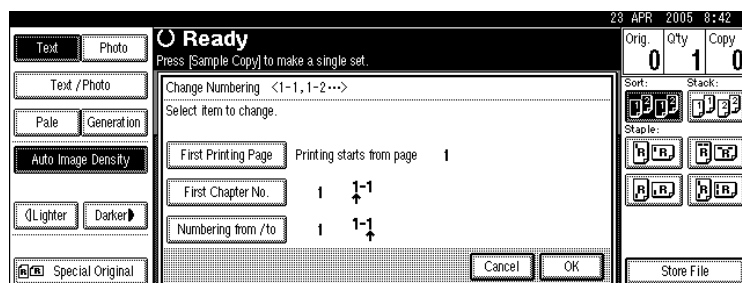 23 APR 2005 8:42
Text Photo
Text / Photo
Pale Generation
Auto Image Density
Lighter Darker
Special Original
Ready
Press [Sample Copy] to make a single set.
Change Numbering <1-1,1-2···>
Select item to change.
First Printing Page Printing starts from page 1
First Chapter No. 1 1-1
Numbering from /to 1 1-1
Cancel OK
Orig. Q'ty Copy
0 1 0
Sort: Stack:
Staple:
Store File